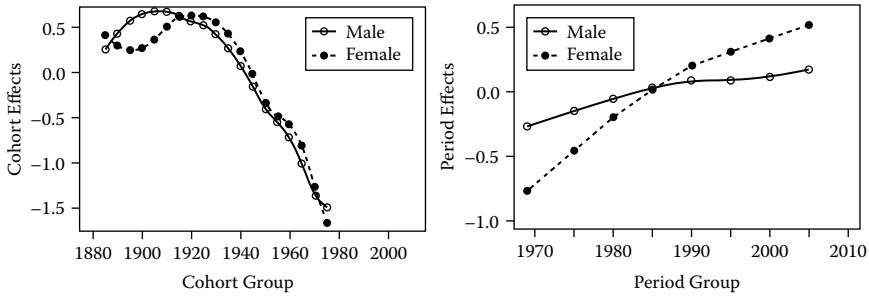 Cohort Effects
0.5
0.0
−0.5
−1.0
−1.5
Male
Female
1880 1900 1920 1940 1960 1980 2000
Cohort Group
Period Effects
0.5
0.0
−0.5
−1.0
Male
Female
1970 1980 1990 2000 2010
Period Group